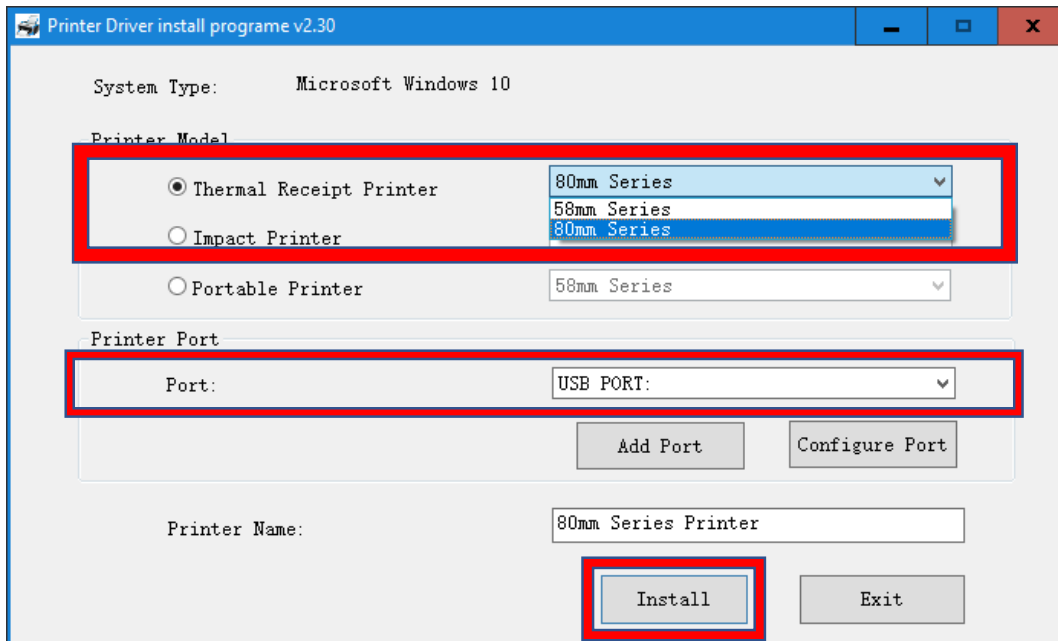 Printer Driver install programe v2.30
System Type: Microsoft Windows 10
Printer Model
Thermal Receipt Printer 80mm Series
58mm Series
80mm Series
Impact Printer
Portable Printer 58mm Series
Printer Port
Port: USB PORT:
Add Port Configure Port
Printer Name: 80mm Series Printer
Install Exit